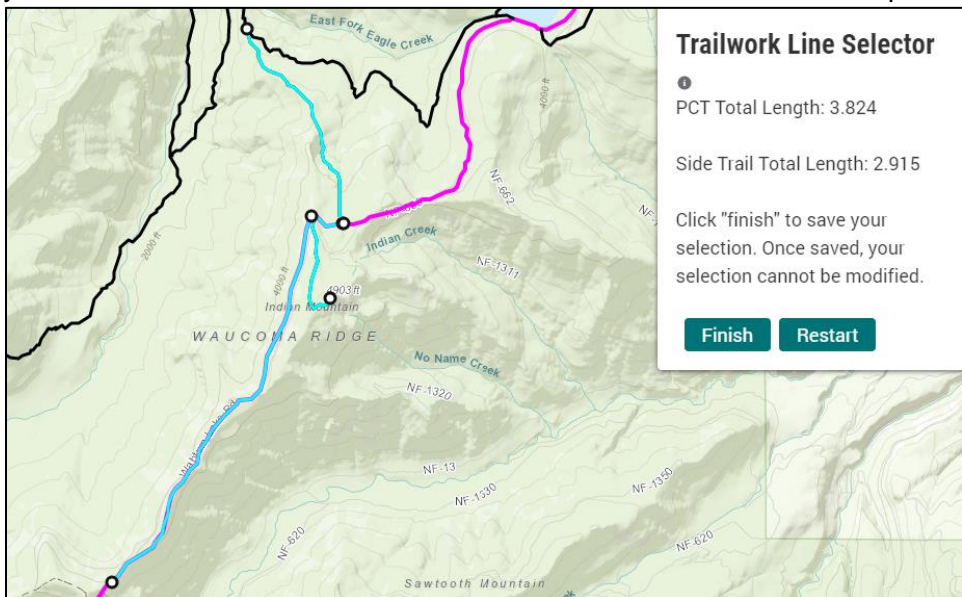 East Fork Eagle Creek
4090 ft
NF-662
Indian Creek
NF-1311
2000 ft
4000 ft
4903 ft
Indian Mountain
WAUCOMA RIDGE
No Name Creek
NF-1320
NF-13
NF-1330
NF-1350
NF-620
NF-620
Sawtooth Mountain
Trailwork Line Selector
PCT Total Length: 3.824
Side Trail Total Length: 2.915
Click "finish" to save your
selection. Once saved, your
selection cannot be modified.
Finish
Restart